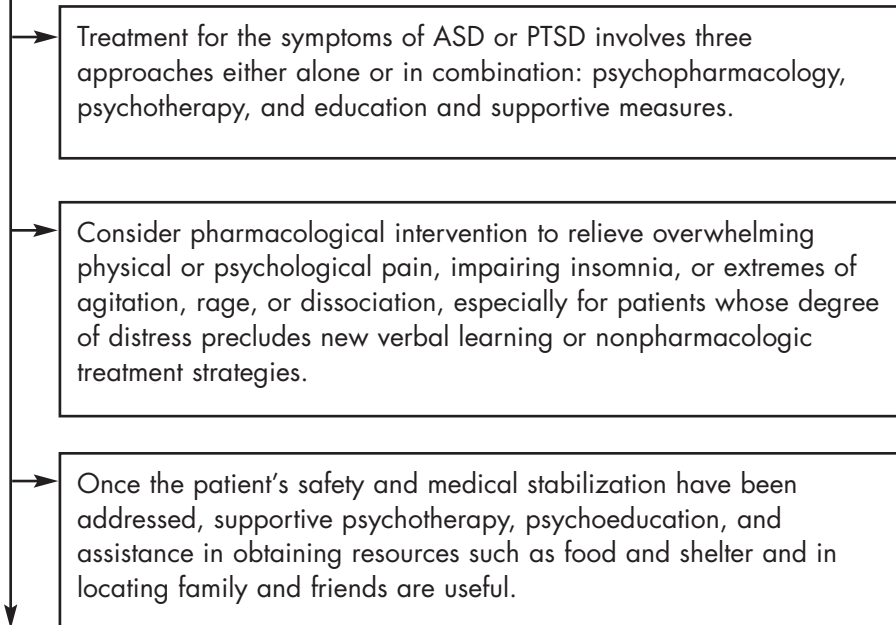 Treatment for the symptoms of ASD or PTSD involves three
approaches either alone or in combination: psychopharmacology,
psychotherapy, and education and supportive measures.
Consider pharmacological intervention to relieve overwhelming
physical or psychological pain, impairing insomnia, or extremes of
agitation, rage, or dissociation, especially for patients whose degree
of distress precludes new verbal learning or nonpharmacologic
treatment strategies.
Once the patient’s safety and medical stabilization have been
addressed, supportive psychotherapy, psychoeducation, and
assistance in obtaining resources such as food and shelter and in
locating family and friends are useful.